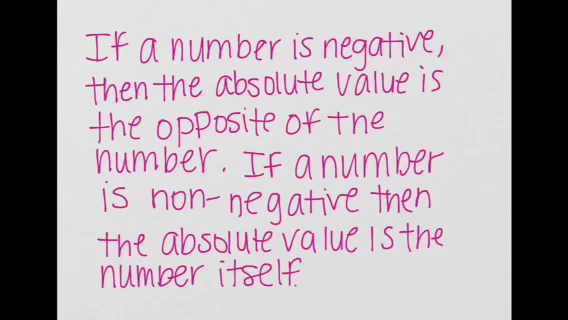 If a number is negative,
then the absolute value is
the opposite of the
number. If a number
is non-negative then
the absolute value is the
number itself.